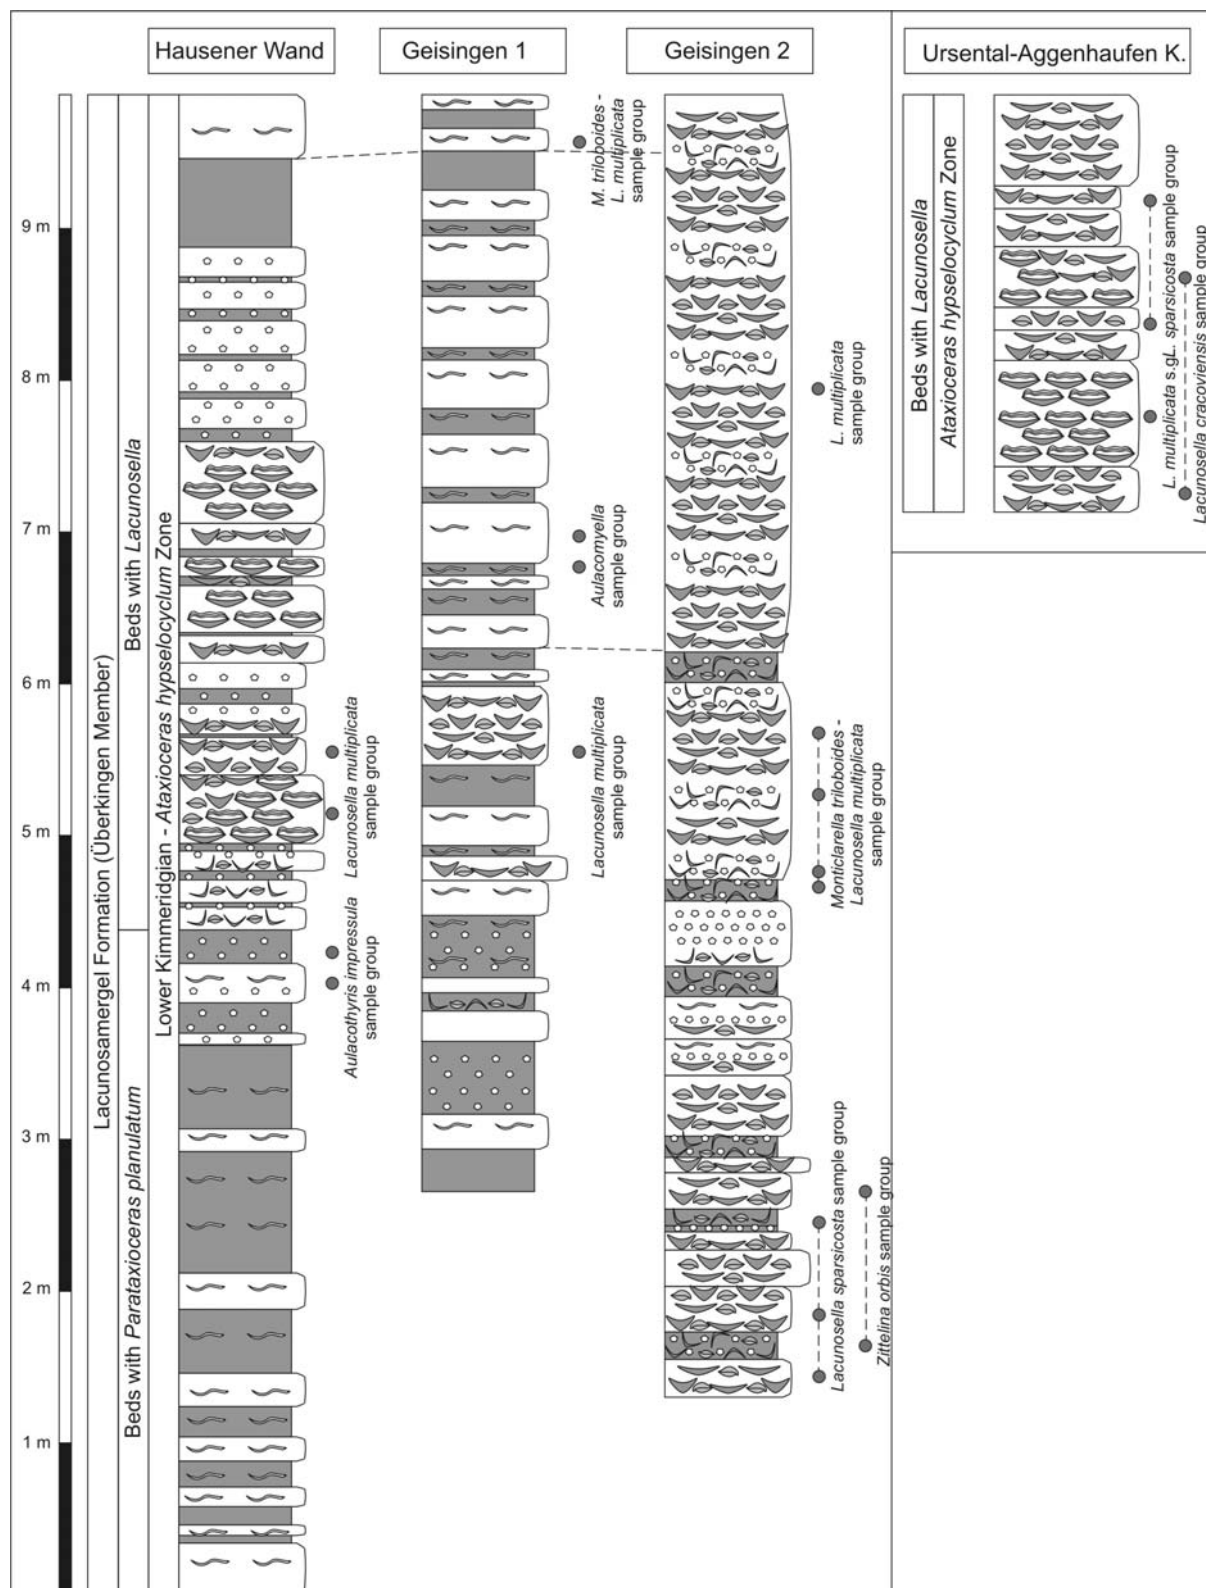 Hausener Wand
Geisingen 1
Geisingen 2
Ursental-Aggenhaufen K.
9 m
8 m
7 m
6 m
5 m
4 m
3 m
2 m
1 m
Lacunosamergel Formation (Überkingen Member)
Beds with Lacunosella
Beds with Parataxioceras planulatum
Lower Kimmeridgian - Ataxioceras hypselocyclum Zone
Lacunosella multiplicata
sample group
Aulacothyris impressula
sample group
M. triloboides -
L. multiplicata
sample group
Aulacomyella
sample group
Lacunosella multiplicata
sample group
L. multiplicata
sample group
Monticlarella triloboides -
Lacunosella multiplicata
sample group
Lacunosella sparsicosta sample group
Zittelina orbis sample group
Beds with Lacunosella
Ataxioceras hypselocyclum Zone
L. multiplicata s.g.
L. sparsicosta sample group
Lacunosella cracoviensis sample group